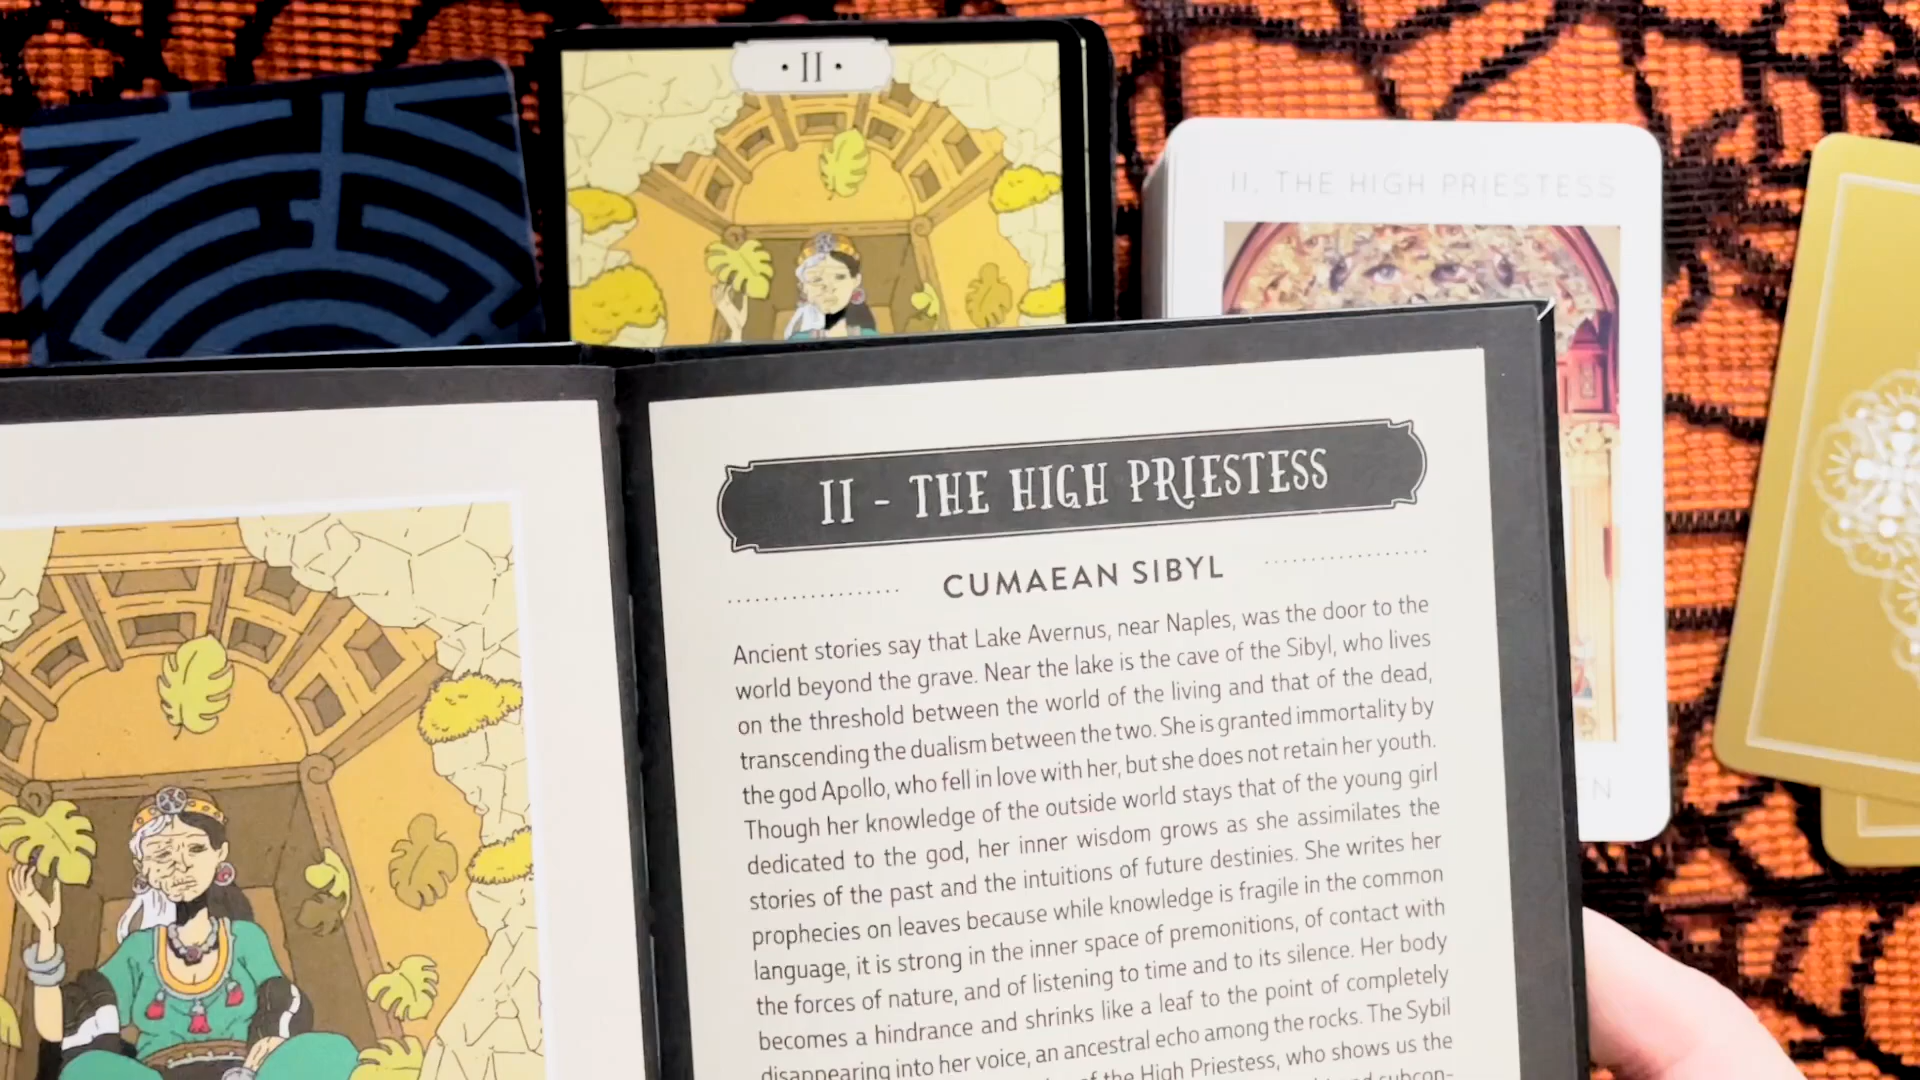 • II •
II. THE HIGH PRIESTESS
II - THE HIGH PRIESTESS
CUMAEAN SIBYL
Ancient stories say that Lake Avernus, near Naples, was the door to the
world beyond the grave. Near the lake is the cave of the Sibyl, who lives
on the threshold between the world of the living and that of the dead,
transcending the dualism between the two. She is granted immortality by
the god Apollo, who fell in love with her, but she does not retain her youth.
Though her knowledge of the outside world stays that of the young girl
dedicated to the god, her inner wisdom grows as she assimilates the
stories of the past and the intuitions of future destinies. She writes her
prophecies on leaves because while knowledge is fragile in the common
language, it is strong in the inner space of premonitions, of contact with
the forces of nature, and of listening to time and to its silence. Her body
becomes a hindrance and shrinks like a leaf to the point of completely
disappearing into her voice, an ancestral echo among the rocks. The Sybil
of the High Priestess, who shows us the
subcon-
N